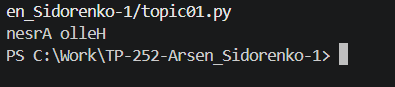 en_Sidorenko-1/topic01.py
nesrA olleH
PS C:\Work\TP-252-Arsen_Sidorenko-1>